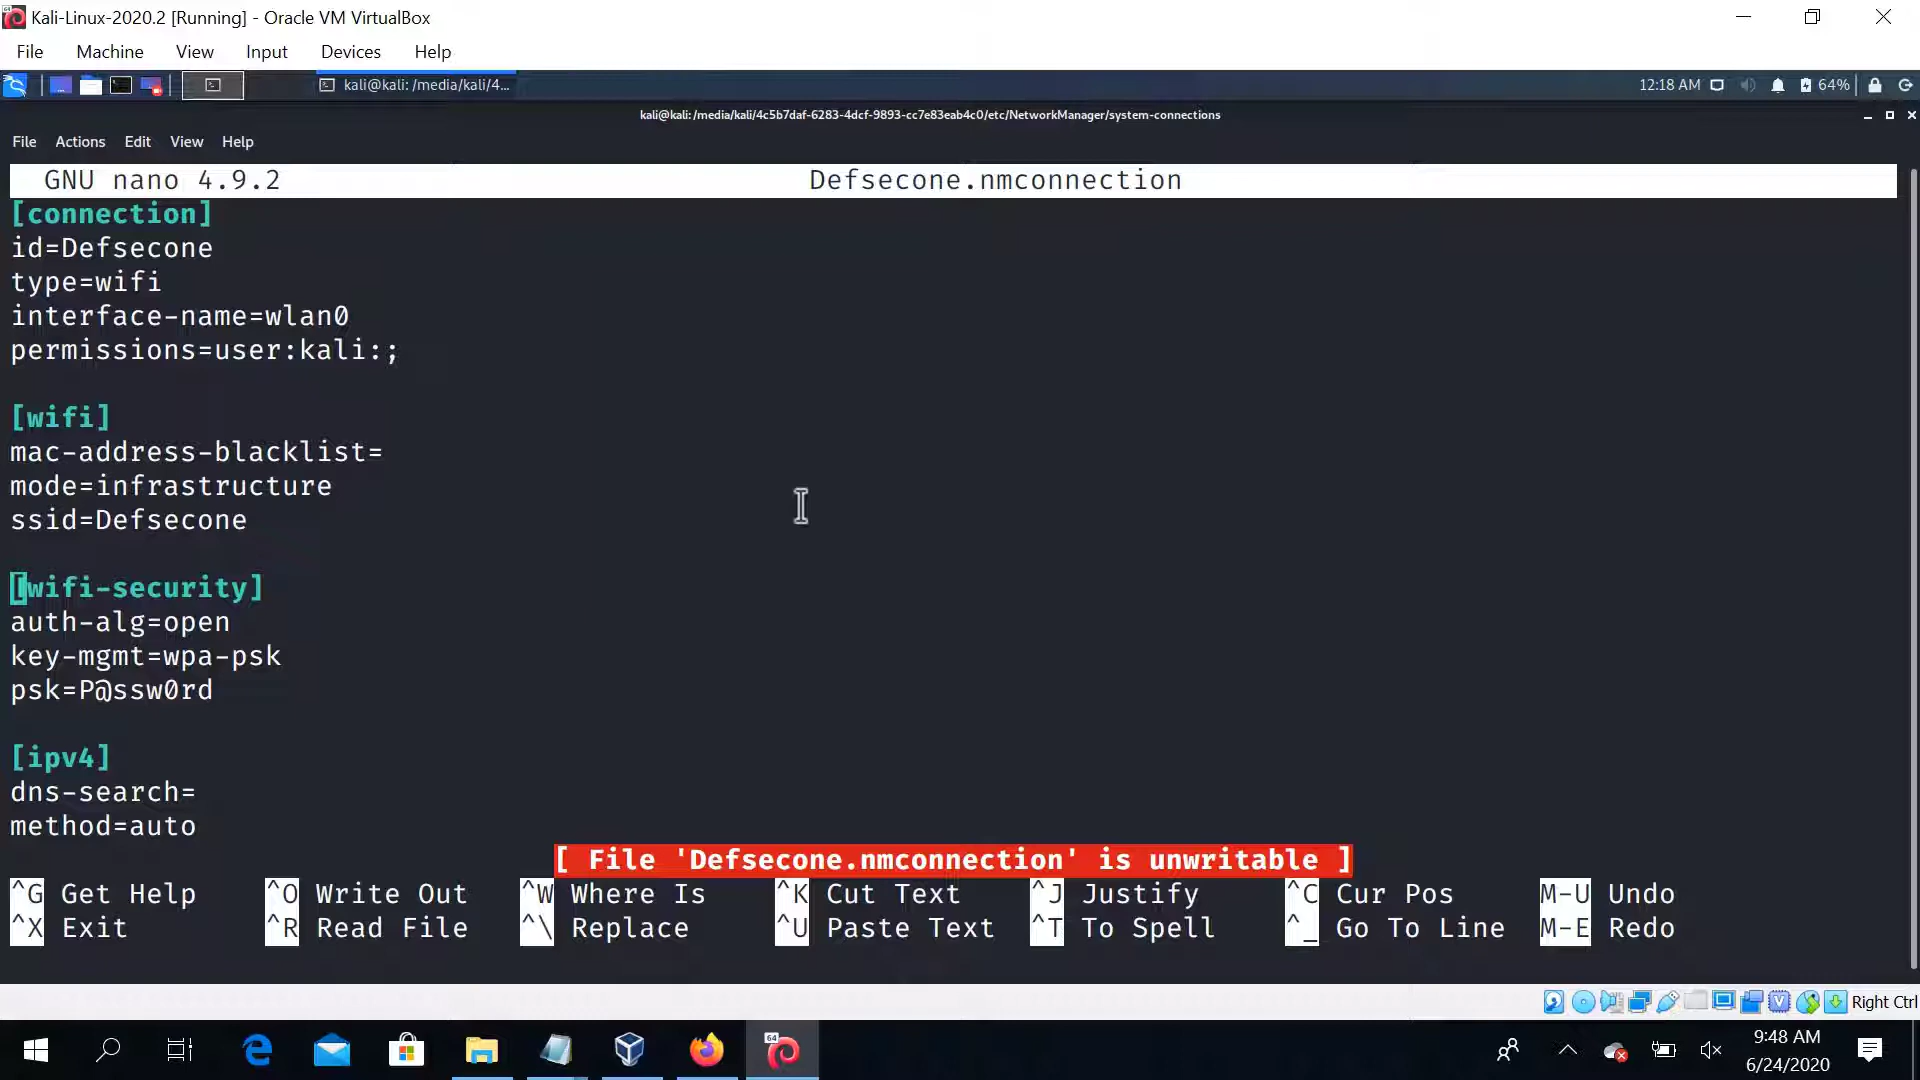 Kali-Linux-2020.2 [Running] - Oracle VM VirtualBox
File Machine View Input Devices Help
kali@kali: /media/kali/4... 12:18 AM 64%
kali@kali:/media/kali/4c5b7daf-6283-4dcf-9893-cc7e83eab4c0/etc/NetworkManager/system-connections
File Actions Edit View Help
GNU nano 4.9.2 Defsecone.nmconnection
[connection]
id=Defsecone
type=wifi
interface-name=wlan0
permissions=user:kali:;
[wifi]
mac-address-blacklist=
mode=infrastructure
ssid=Defsecone
[wifi-security]
auth-alg=open
key-mgmt=wpa-psk
psk=P@ssw0rd
[ipv4]
dns-search=
method=auto
[ File 'Defsecone.nmconnection' is unwritable ]
^G Get Help ^O Write Out ^W Where Is ^K Cut Text ^J Justify ^C Cur Pos M-U Undo
^X Exit ^R Read File ^\ Replace ^U Paste Text ^T To Spell ^_ Go To Line M-E Redo
Right Ctrl
64
9:48 AM
6/24/2020